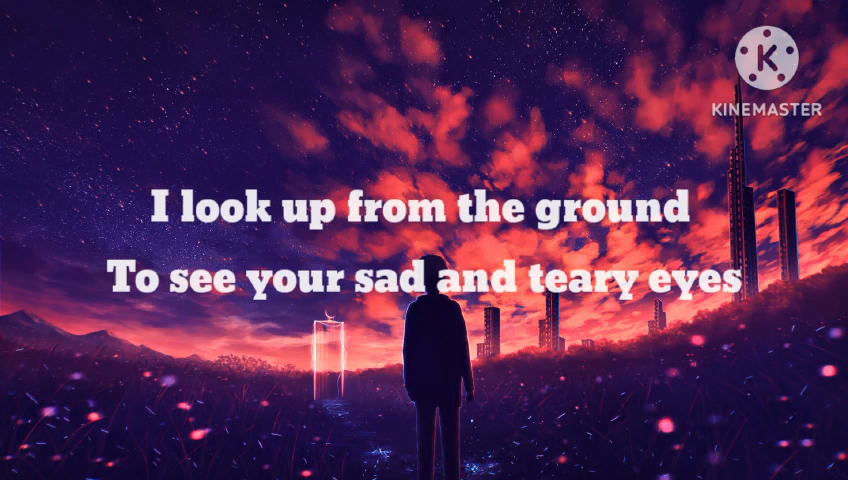 KINEMASTER
I look up from the ground
To see your sad and teary eyes